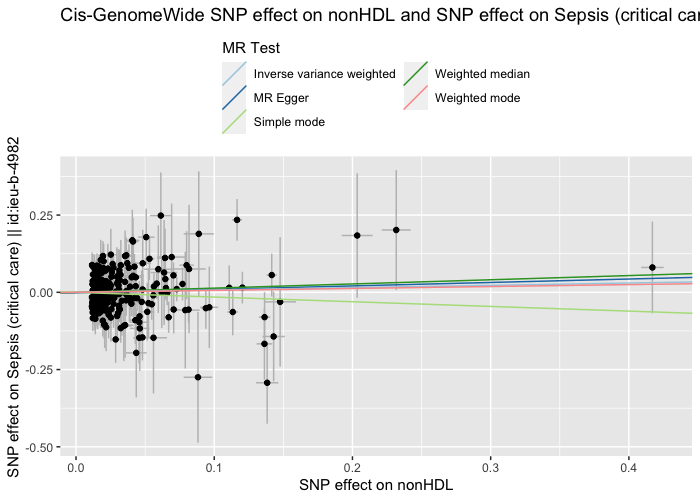 Cis-GenomeWide SNP effect on nonHDL and SNP effect on Sepsis (critical car
MR Test
Inverse variance weighted
Weighted median
MR Egger
Weighted mode
Simple mode
SNP effect on Sepsis (critical care) || id:ieu-b-4982
0.25
0.00
-0.25
-0.50
0.0 0.1 0.2 0.3 0.4
SNP effect on nonHDL